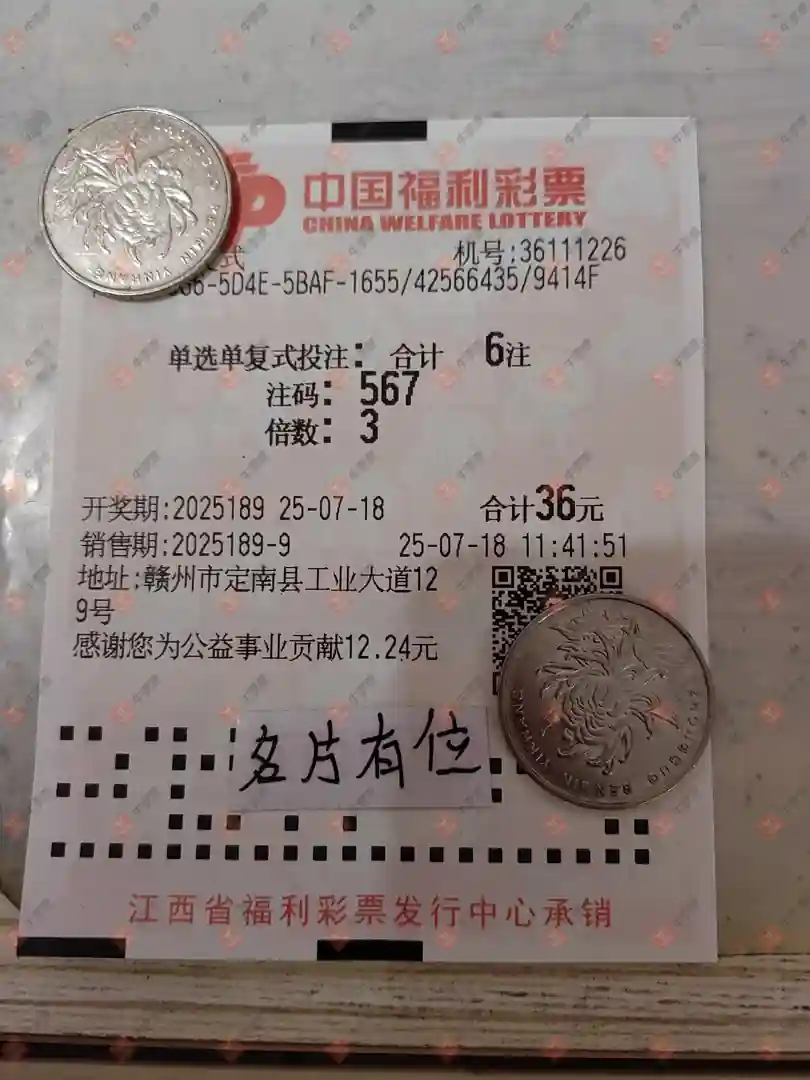 中国福利彩票
CHINA WELFARE LOTTERY
式 机号:36111226
66-5D4E-5BAF-1655/42566435/9414F
单选单复式投注: 合计 6注
注码: 567
倍数: 3
开奖期:2025189 25-07-18 合计36元
销售期:2025189-9 25-07-18 11:41:51
地址:赣州市定南县工业大道12
9号
感谢您为公益事业贡献12.24元
名片有位
江西省福利彩票发行中心承销